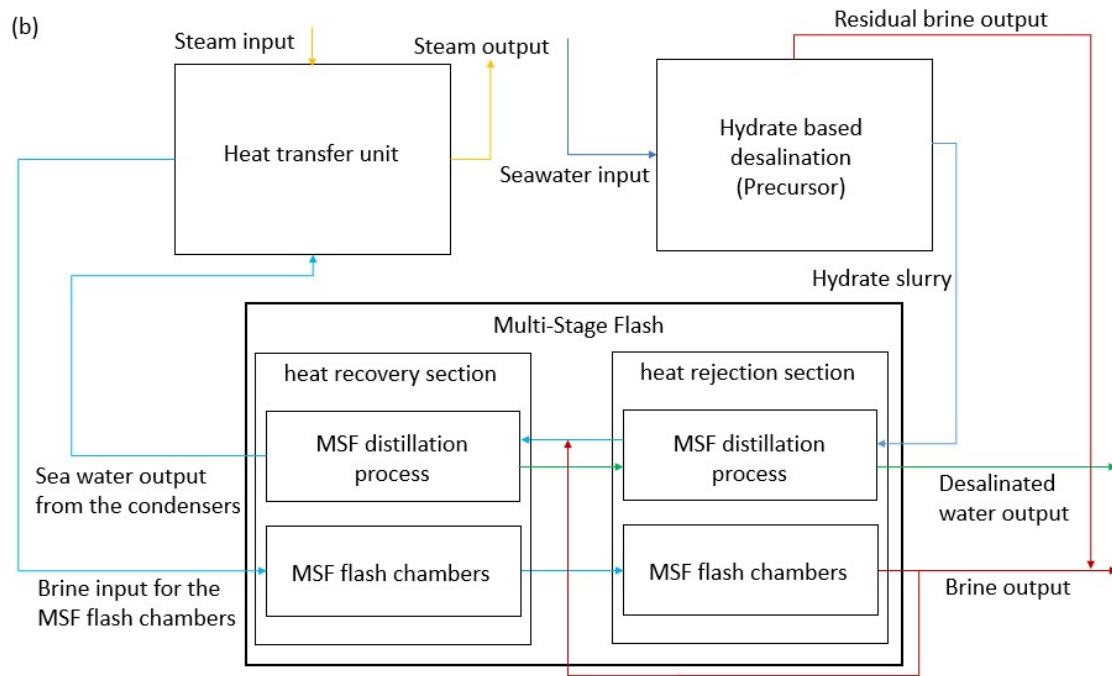 (b)
Steam input
Steam output
Residual brine output
Heat transfer unit
Hydrate based
desalination
(Precursor)
Seawater input
Hydrate slurry
Multi-Stage Flash
heat recovery section
heat rejection section
MSF distillation
process
MSF distillation
process
Sea water output
from the condensers
Desalinated
water output
MSF flash chambers
MSF flash chambers
Brine input for the
MSF flash chambers
Brine output